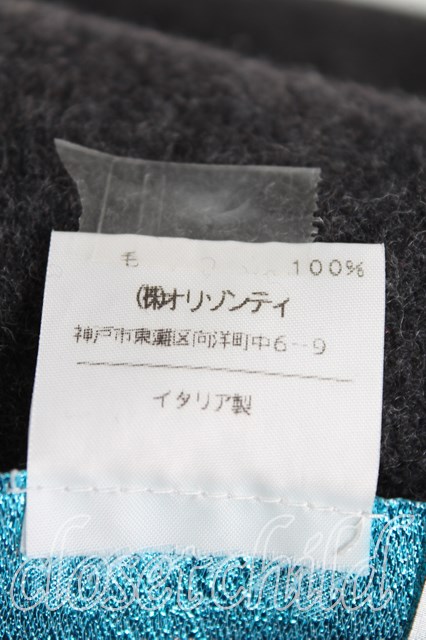 毛 100%
㈱オリゾンティ
神戸市東灘区向洋町中6-9
イタリア製
closetchild